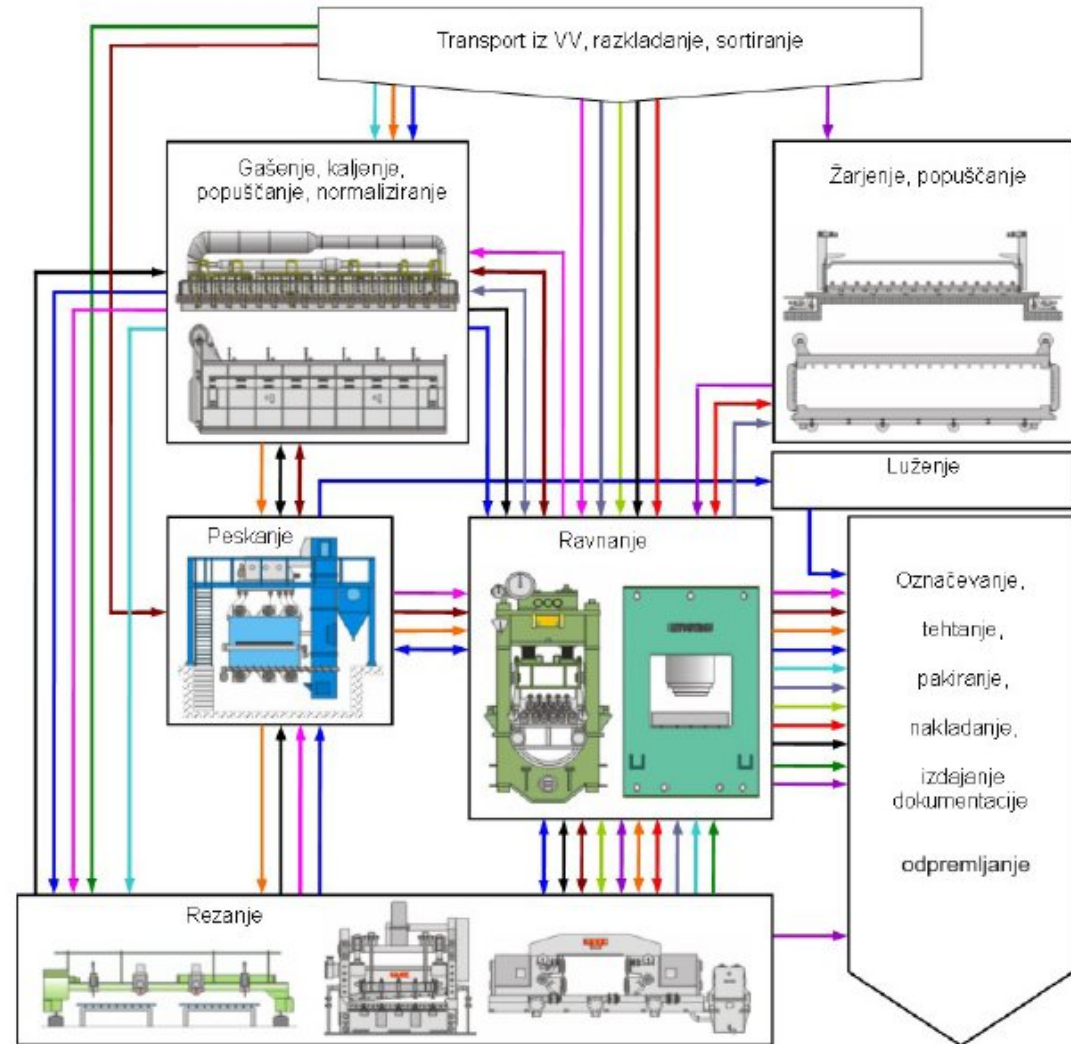 Transport iz VV, razkladanje, sortiranje
Gašenje, kaljenje,
popuščanje, normaliziranje
Žarjenje, popuščanje
Luženje
Peskanje
Ravnanje
Označevanje,
tehtanje,
pakiranje,
nakladanje,
izdajanje
dokumentacije
odpremljanje
Rezanje